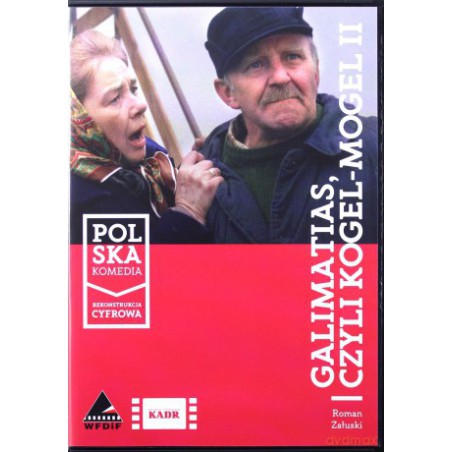 GALIMATIAS,
CZYLI KOGEL-MOGEL II
Roman
Załuski
POL
SKA
KOMEDIA
REKONSTRUKCJA
CYFROWA
WFDiF
KADR
dvdmax